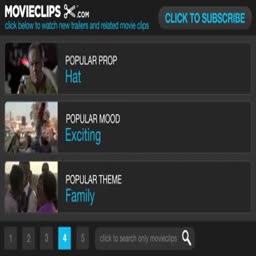 MOVIECLIPS .COM
click below to watch new trailers and related movie clips
CLICK TO SUBSCRIBE
POPULAR PROP
Hat
POPULAR MOOD
Exciting
POPULAR THEME
Family
1 2 3 4 5 click to search only movieclips